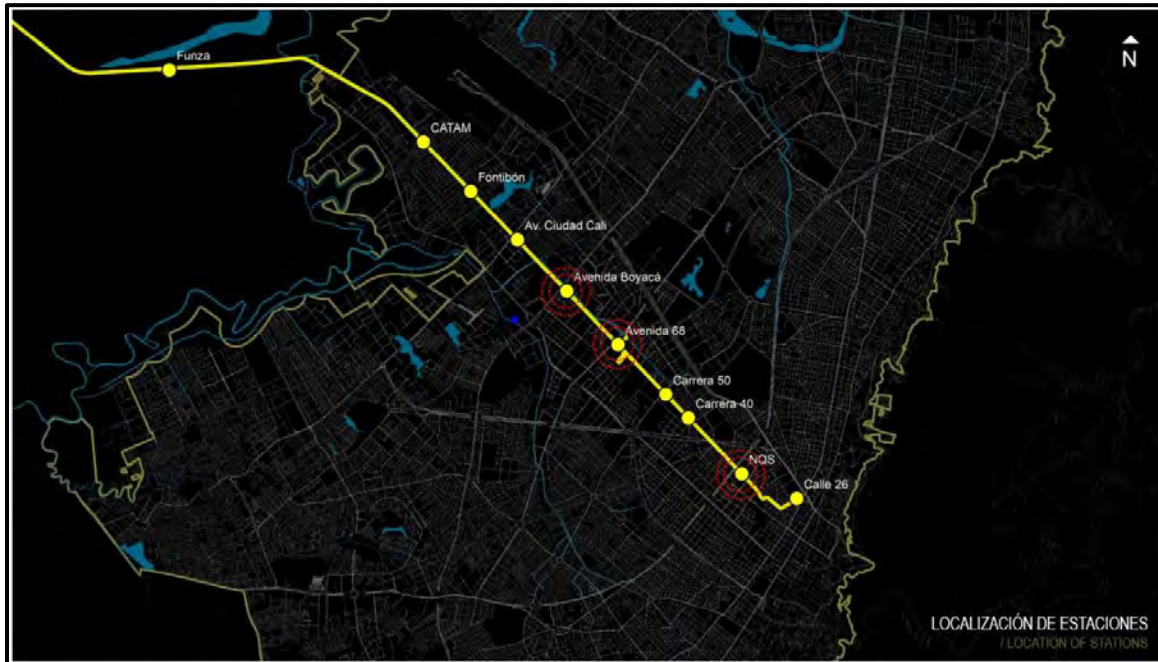 Funza
N
CATAM
Fontibón
Av. Ciudad Cali
Avenida Boyacá
Avenida 68
Carrera 50
Carrera 40
NQS
Calle 26
LOCALIZACIÓN DE ESTACIONES
/ LOCATION OF STATIONS